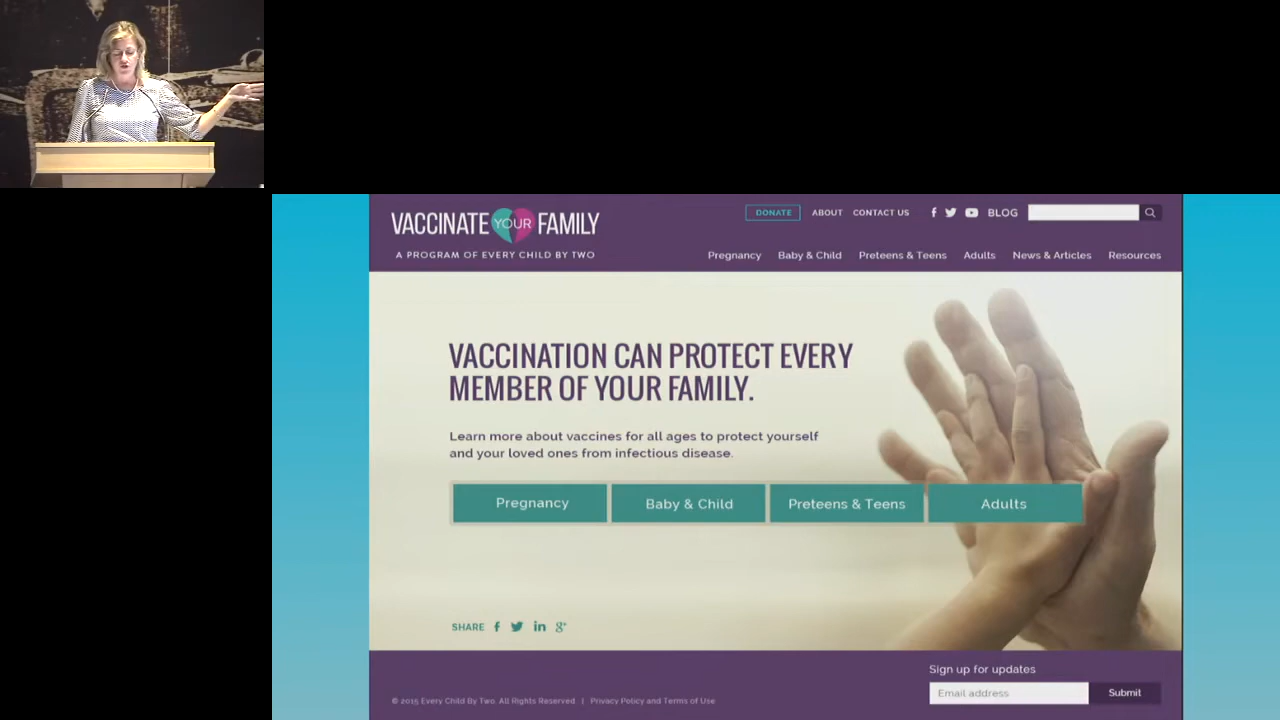 VACCINATE YOUR FAMILY
A PROGRAM OF EVERY CHILD BY TWO
DONATE ABOUT CONTACT US BLOG
Pregnancy Baby & Child Preteens & Teens Adults News & Articles Resources
VACCINATION CAN PROTECT EVERY
MEMBER OF YOUR FAMILY.
Learn more about vaccines for all ages to protect yourself
and your loved ones from infectious disease.
Pregnancy Baby & Child Preteens & Teens Adults
SHARE
Sign up for updates
Email address Submit
© 2015 Every Child By Two. All Rights Reserved | Privacy Policy and Terms of Use